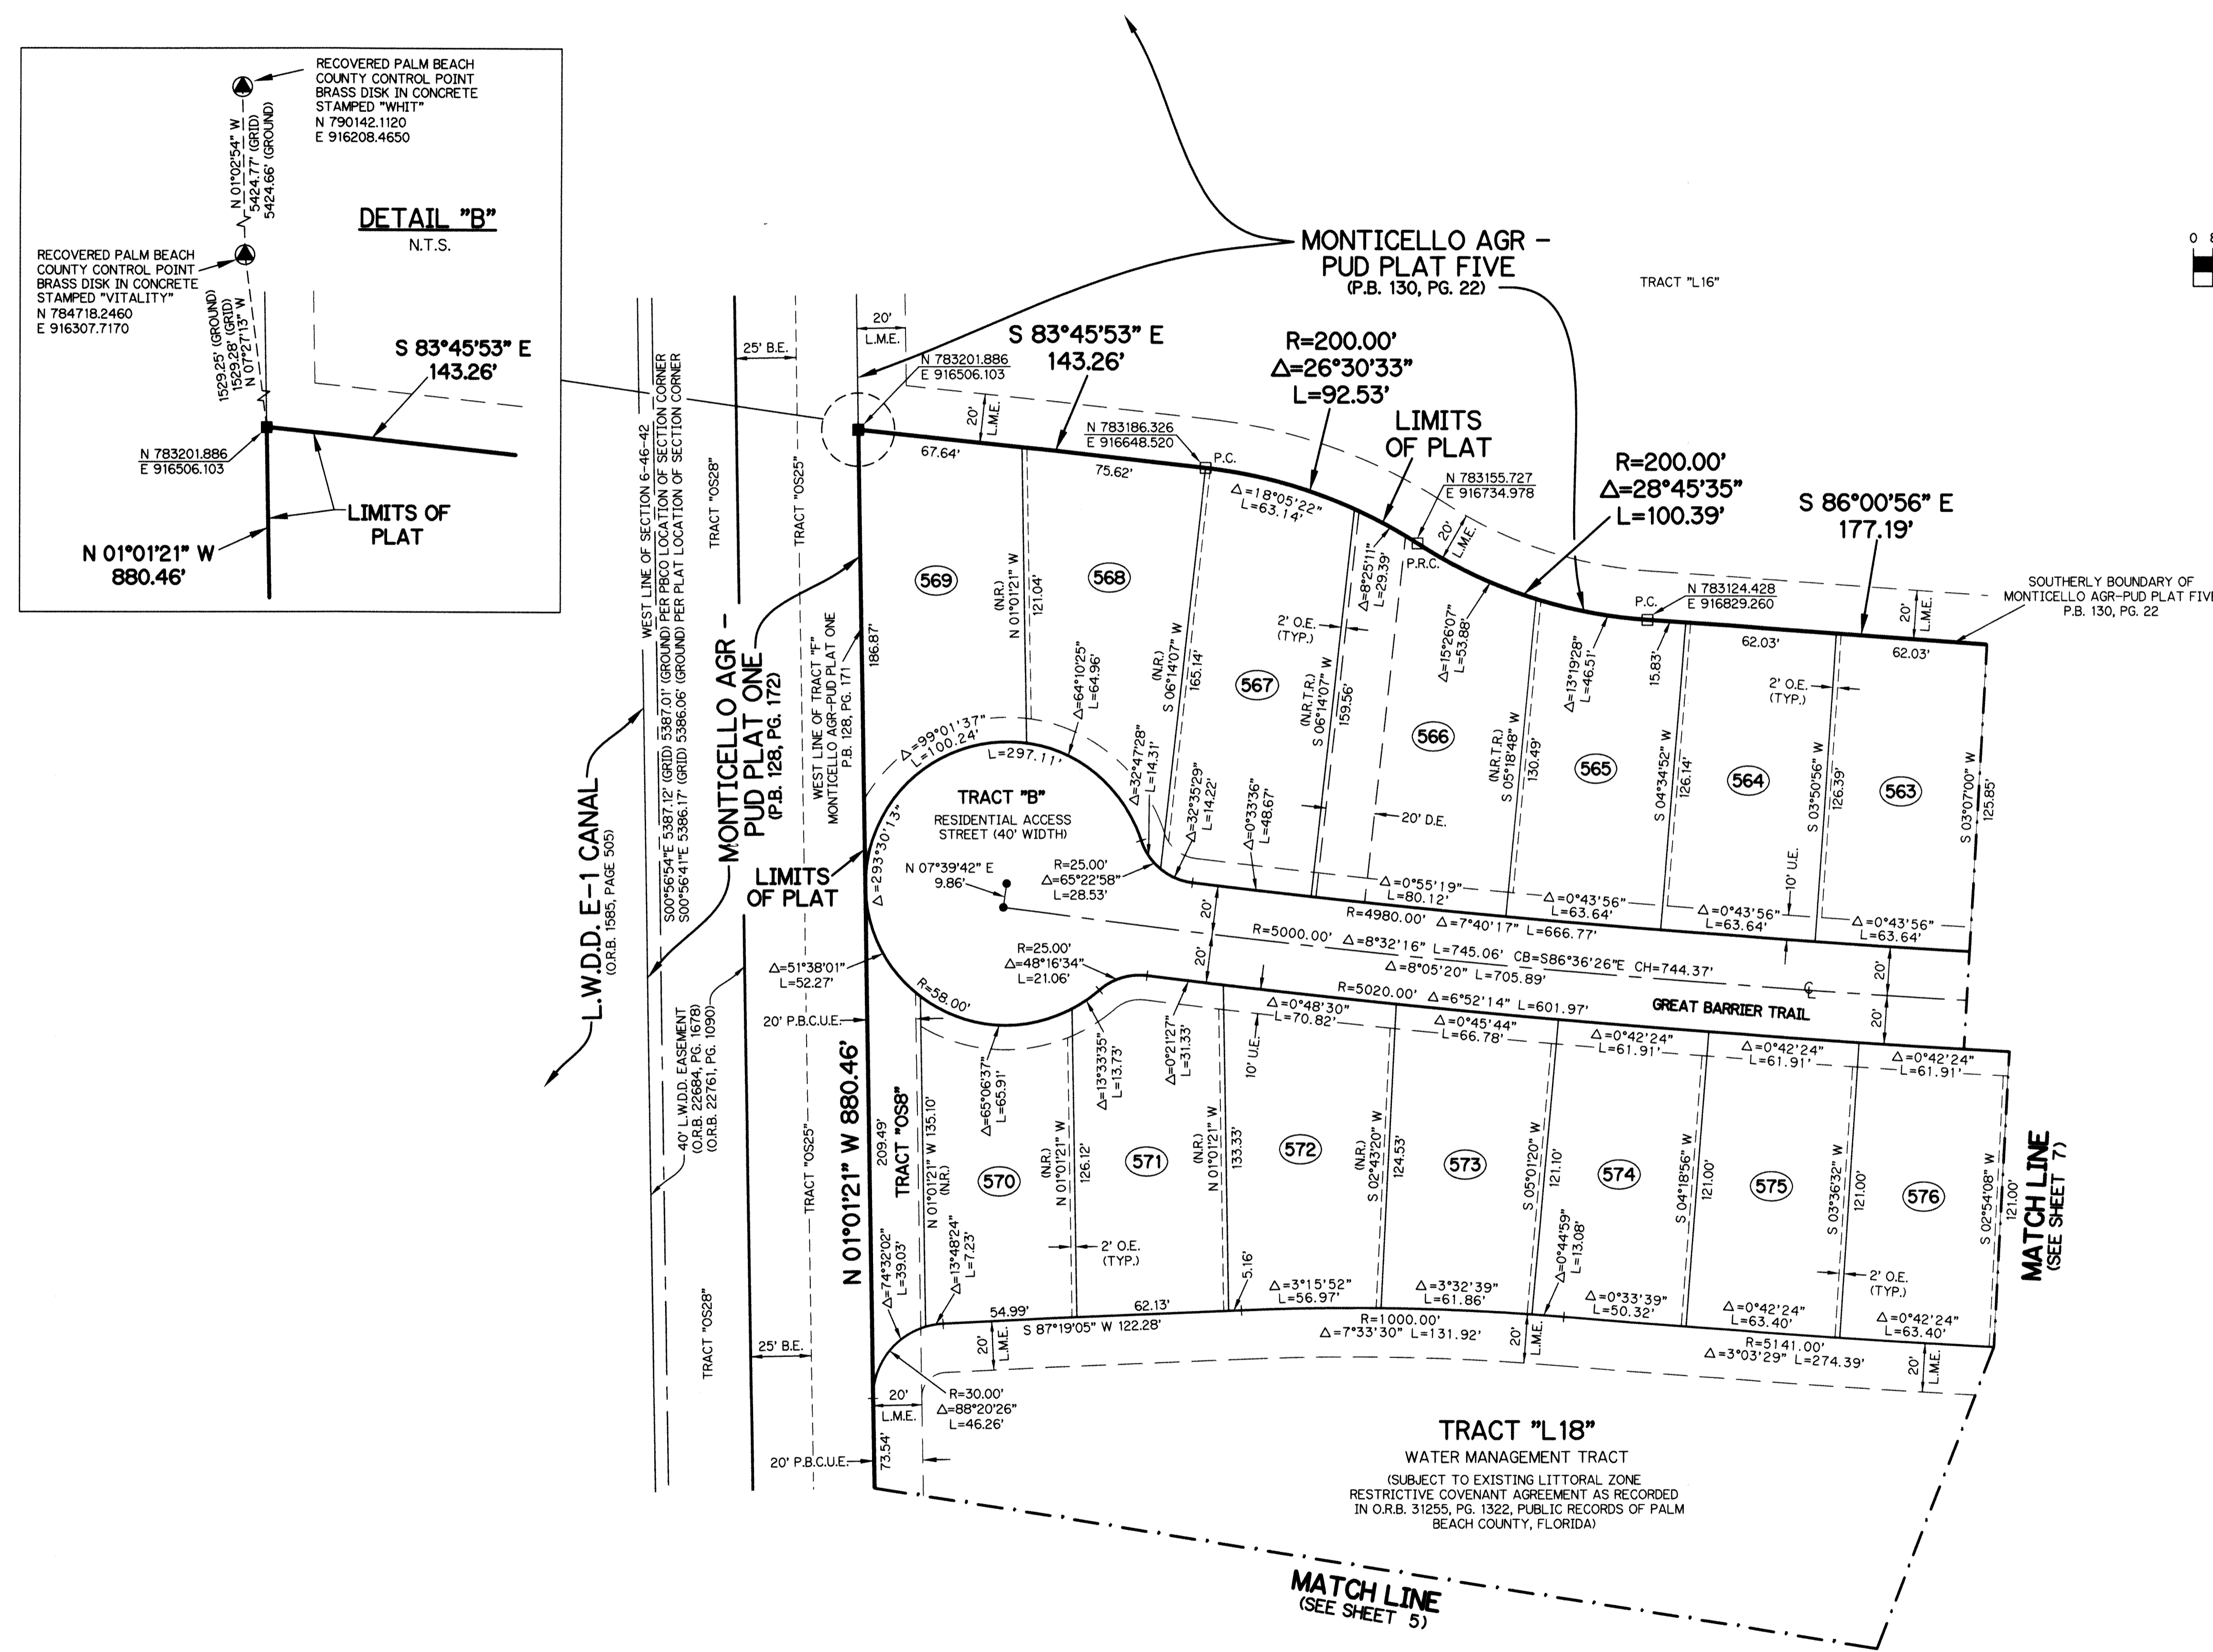 RECOVERED PALM BEACH
COUNTY CONTROL POINT
BRASS DISK IN CONCRETE
STAMPED "WHIT"
N 790142.1120
E 916208.4650
N 01°02'54" W
5424.77' (GRID)
5424.66' (GROUND)
DETAIL "B"
N.T.S.
RECOVERED PALM BEACH
COUNTY CONTROL POINT
BRASS DISK IN CONCRETE
STAMPED "VITALITY"
N 784718.2460
E 916307.7170
1529.25' (GROUND)
1529.28' (GRID)
N 07°27'13" W
S 83°45'53" E
143.26'
N 783201.886
E 916506.103
LIMITS OF
PLAT
N 01°01'21" W
880.46'
MONTICELLO AGR -
PUD PLAT FIVE
(P.B. 130, PG. 22)
TRACT "L16"
0 8
20'
L.M.E.
25' B.E.
N 783201.886
E 916506.103
S 83°45'53" E
143.26'
R=200.00'
Δ=26°30'33"
L=92.53'
LIMITS
OF PLAT
20'
L.M.E.
N 783186.326
E 916648.520
P.C.
67.64'
75.62'
Δ=18°05'22"
L=63.14'
N 783155.727
E 916734.978
20'
L.M.E.
P.R.C.
R=200.00'
Δ=28°45'35"
L=100.39'
S 86°00'56" E
177.19'
Δ=8°25'11"
L=29.39'
Δ=15°26'07"
L=53.88'
Δ=13°19'28"
L=46.51'
P.C.
N 783124.428
E 916829.260
15.83'
62.03'
62.03'
20'
L.M.E.
SOUTHERLY BOUNDARY OF
MONTICELLO AGR-PUD PLAT FIVE
P.B. 130, PG. 22
WEST LINE OF SECTION 6-46-42
S00°56'54"E 5387.12' (GRID) 5387.01' (GROUND) PER PBCO LOCATION OF SECTION CORNER
S00°56'41"E 5386.17' (GRID) 5386.06' (GROUND) PER PLAT LOCATION OF SECTION CORNER
TRACT "OS28"
TRACT "OS25"
L.W.D.D. E-1 CANAL
(O.R.B. 1585, PAGE 505)
MONTICELLO AGR -
PUD PLAT ONE
(P.B. 128, PG. 172)
WEST LINE OF TRACT "F"
MONTICELLO AGR-PUD PLAT ONE
P.B. 128, PG. 171
186.87'
569
(N.R.)
N 01°01'21" W
121.04'
568
(N.R.)
S 06°14'07" W
165.14'
567
2' O.E.
(TYP.)
(N.R.T.R.)
S 06°14'07" W
159.56'
566
(N.R.T.R.)
S 05°18'48" W
130.49'
565
S 04°34'52" W
126.14'
564
2' O.E.
(TYP.)
S 03°50'56" W
126.39'
563
S 03°07'00" W
125.85'
Δ=99°01'37"
L=100.24'
L=297.11'
Δ=64°10'25"
L=64.96'
Δ=32°47'28"
L=14.31'
Δ=32°35'29"
L=14.22'
Δ=0°33'36"
L=48.67'
20' D.E.
10' U.E.
TRACT "B"
RESIDENTIAL ACCESS
STREET (40' WIDTH)
Δ=293°30'13"
N 07°39'42" E
9.86'
R=25.00'
Δ=65°22'58"
L=28.53'
LIMITS
OF PLAT
Δ=0°55'19"
L=80.12'
Δ=0°43'56"
L=63.64'
Δ=0°43'56"
L=63.64'
Δ=0°43'56"
L=63.64'
R=4980.00' Δ=7°40'17" L=666.77'
20'
20'
R=5000.00' Δ=8°32'16" L=745.06' CB=S86°36'26"E CH=744.37'
Δ=8°05'20" L=705.89'
20'
20'
GREAT BARRIER TRAIL
R=5020.00' Δ=6°52'14" L=601.97'
Δ=51°38'01"
L=52.27'
R=58.00'
R=25.00'
Δ=48°16'34"
L=21.06'
20' P.B.C.U.E.
40' L.W.D.D. EASEMENT
(O.R.B. 22684, PG. 1678)
(O.R.B. 22761, PG. 1090)
TRACT "OS25"
TRACT "OS28"
N 01°01'21" W 880.46'
209.49'
TRACT "OS8"
N 01°01'21" W 135.10'
(N.R.)
Δ=65°06'37"
L=65.91'
Δ=13°33'35"
L=13.73'
Δ=0°21'27"
L=31.33'
10' U.E.
Δ=0°48'30"
L=70.82'
Δ=0°45'44"
L=66.78'
Δ=0°42'24"
L=61.91'
Δ=0°42'24"
L=61.91'
Δ=0°42'24"
L=61.91'
570
(N.R.)
N 01°01'21" W
126.12'
571
(N.R.)
N 01°01'21" W
133.33'
572
(N.R.)
S 02°43'20" W
124.53'
573
S 05°01'20" W
121.10'
574
S 04°18'56" W
121.00'
575
S 03°36'32" W
121.00'
576
S 02°54'08" W
121.00'
MATCH LINE
(SEE SHEET 7)
Δ=74°32'02"
L=39.03'
Δ=13°48'24"
L=7.23'
2' O.E.
(TYP.)
5.16'
Δ=3°15'52"
L=56.97'
Δ=3°32'39"
L=61.86'
Δ=0°44'59"
L=13.08'
Δ=0°33'39"
L=50.32'
Δ=0°42'24"
L=63.40'
2' O.E.
(TYP.)
Δ=0°42'24"
L=63.40'
54.99'
62.13'
S 87°19'05" W 122.28'
R=1000.00'
Δ=7°33'30" L=131.92'
R=5141.00'
Δ=3°03'29" L=274.39'
20'
L.M.E.
20'
L.M.E.
20'
L.M.E.
25' B.E.
20'
L.M.E.
R=30.00'
Δ=88°20'26"
L=46.26'
73.54'
20' P.B.C.U.E.
TRACT "L18"
WATER MANAGEMENT TRACT
(SUBJECT TO EXISTING LITTORAL ZONE
RESTRICTIVE COVENANT AGREEMENT AS RECORDED
IN O.R.B. 31255, PG. 1322, PUBLIC RECORDS OF PALM
BEACH COUNTY, FLORIDA)
MATCH LINE
(SEE SHEET 5)